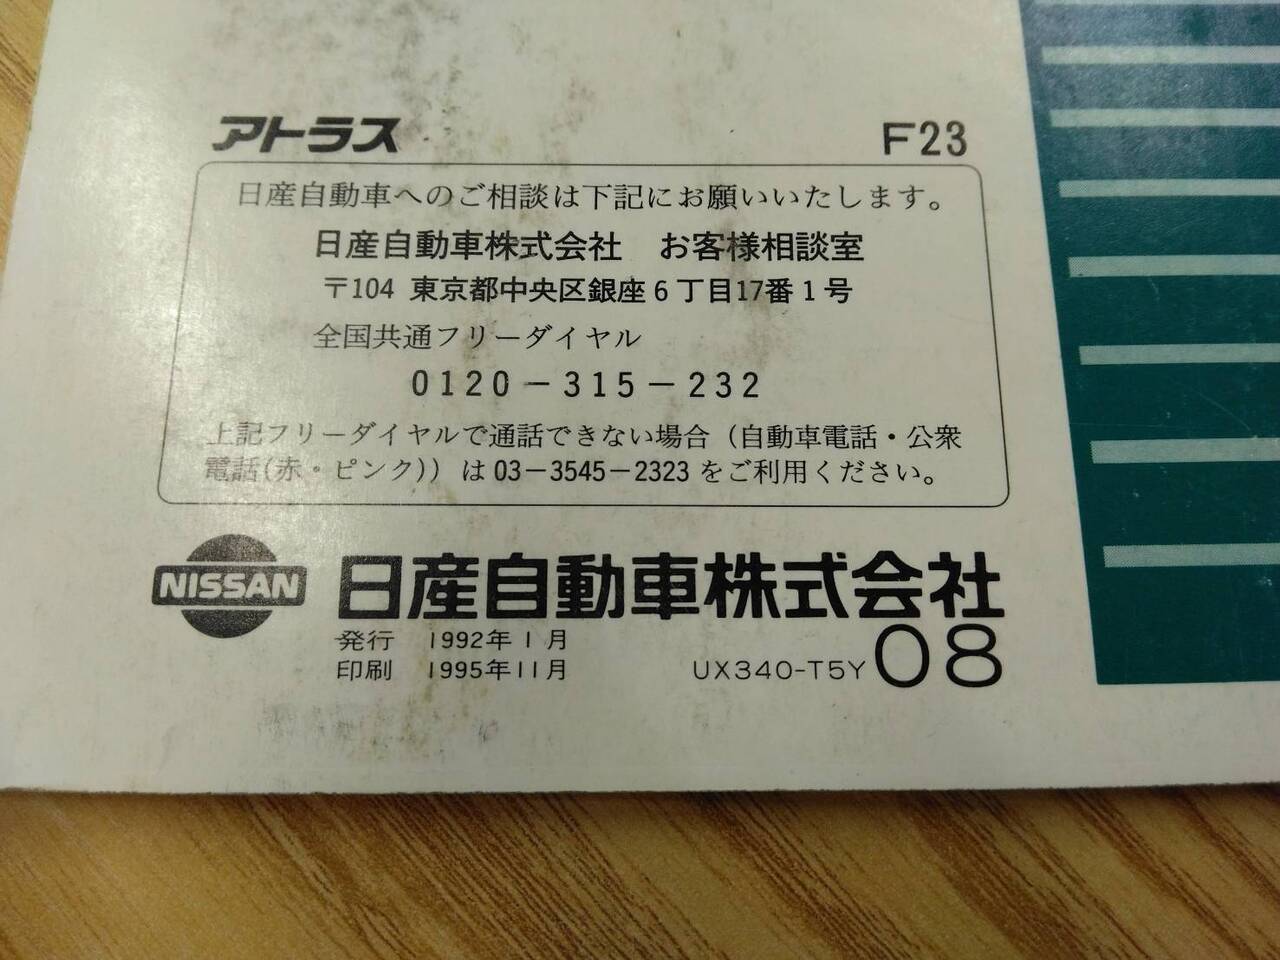 アトラス F23
日産自動車へのご相談は下記にお願いいたします。
日産自動車株式会社 お客様相談室
〒104 東京都中央区銀座6丁目17番1号
全国共通フリーダイヤル
0120-315-232
上記フリーダイヤルで通話できない場合(自動車電話・公衆
電話(赤・ピンク))は03-3545-2323をご利用ください。
NISSAN 日産自動車株式会社
発行 1992年1月
印刷 1995年11月 UX340-T5Y 08